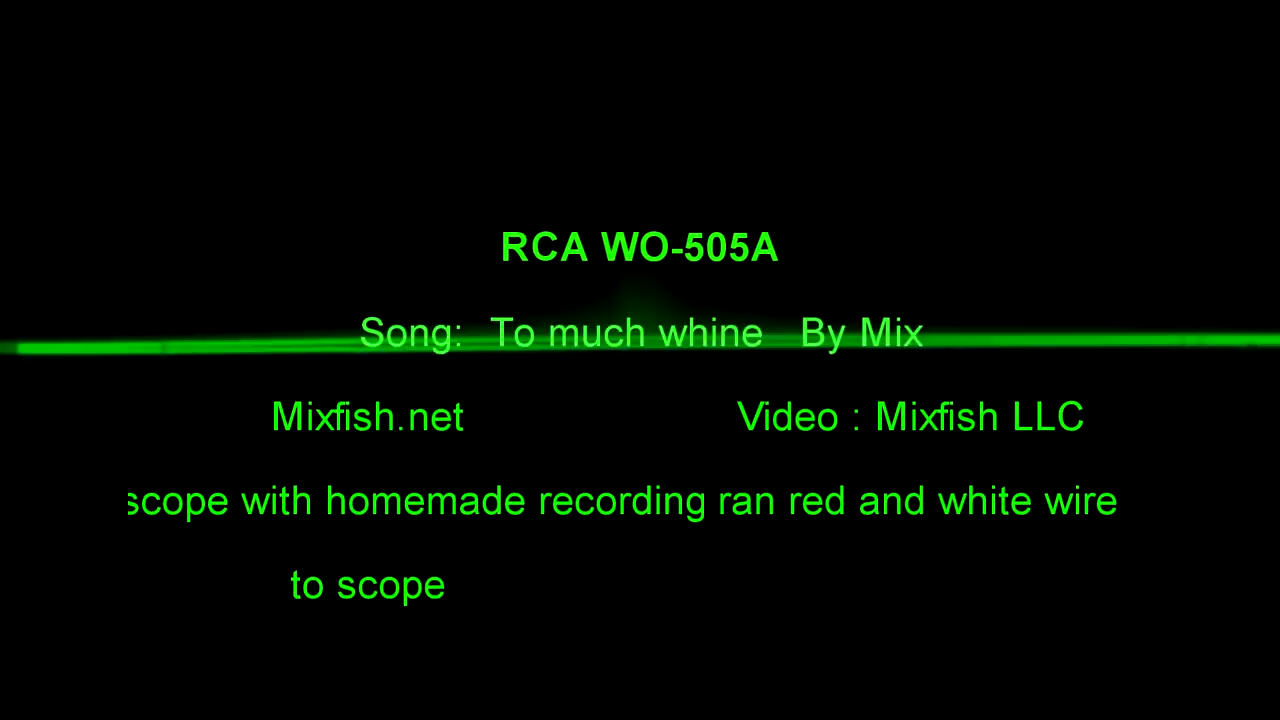 RCA WO-505A
Song: To much whine By Mix
Mixfish.net Video : Mixfish LLC
scope with homemade recording ran red and white wire
to scope